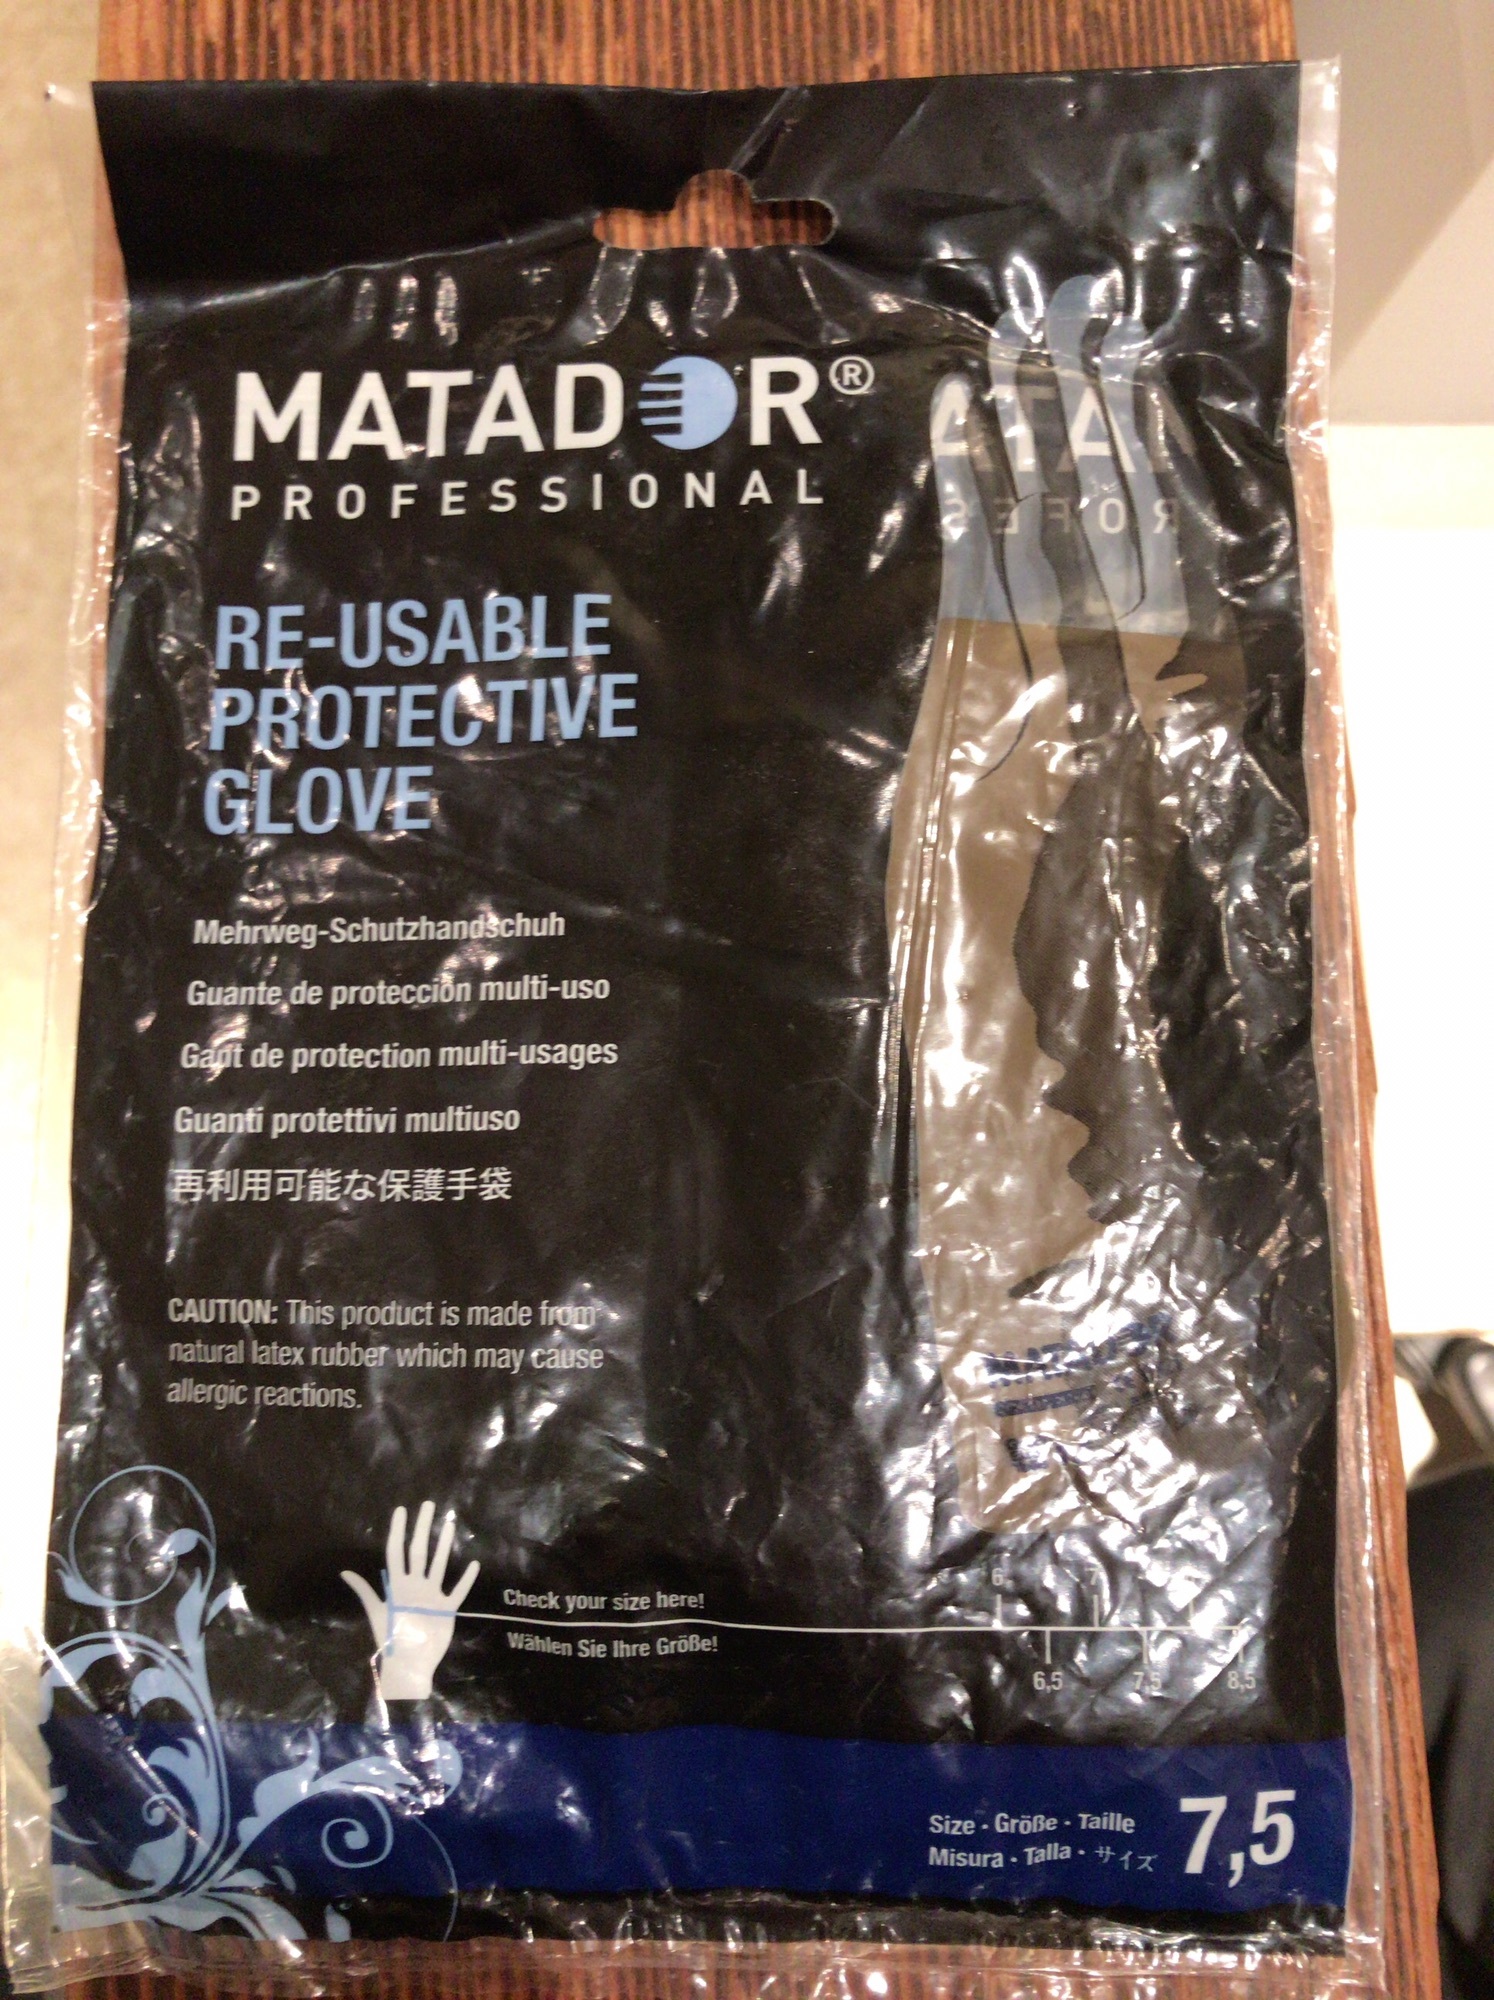 MATADOR®
PROFESSIONAL
RE-USABLE
PROTECTIVE
GLOVE
Mehrweg-Schutzhandschuh
Guante de protección multi-uso
Gant de protection multi-usages
Guanti protettivi multiuso
再利用可能な保護手袋
CAUTION: This product is made from
natural latex rubber which may cause
allergic reactions.
Check your size here!
Wählen Sie Ihre Größe!
6 7
6,5 7,5 8,5
Size · Größe · Taille
Misura · Talla · サイズ
7,5